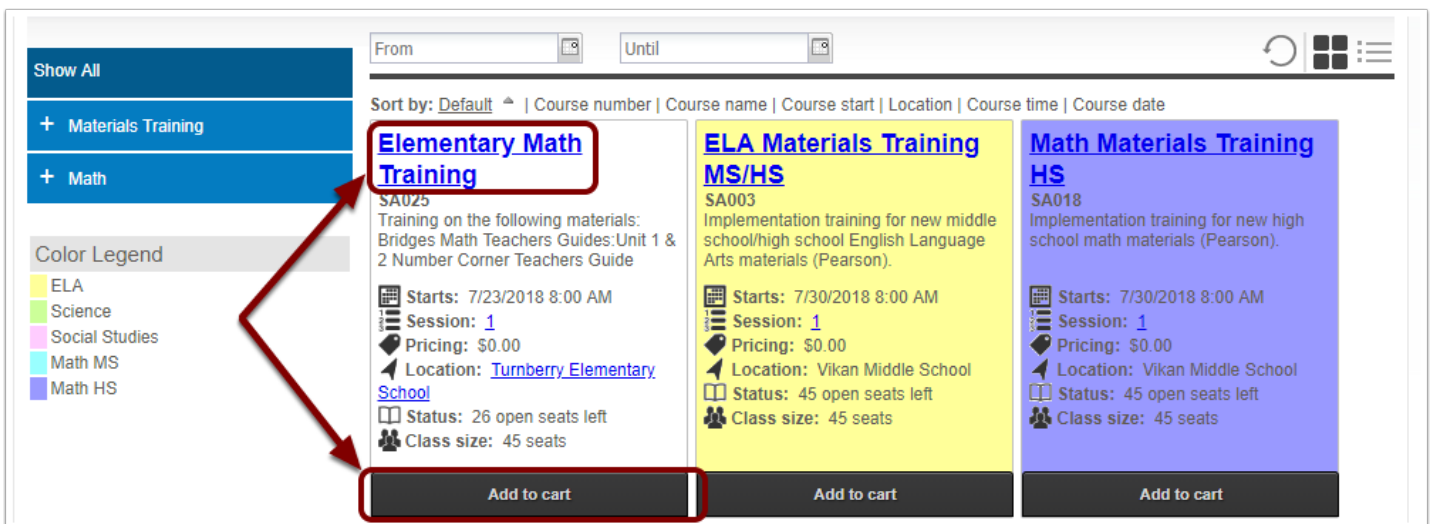 From
Until
Show All
+ Materials Training
+ Math
Color Legend
ELA
Science
Social Studies
Math MS
Math HS
Sort by: Default | Course number | Course name | Course start | Location | Course time | Course date
Elementary Math
Training
SA025
Training on the following materials:
Bridges Math Teachers Guides:Unit 1 &
2 Number Corner Teachers Guide
Starts: 7/23/2018 8:00 AM
Session: 1
Pricing: $0.00
Location: Turnberry Elementary
School
Status: 26 open seats left
Class size: 45 seats
Add to cart
ELA Materials Training
MS/HS
SA003
Implementation training for new middle
school/high school English Language
Arts materials (Pearson).
Starts: 7/30/2018 8:00 AM
Session: 1
Pricing: $0.00
Location: Vikan Middle School
Status: 45 open seats left
Class size: 45 seats
Add to cart
Math Materials Training
HS
SA018
Implementation training for new high
school math materials (Pearson).
Starts: 7/30/2018 8:00 AM
Session: 1
Pricing: $0.00
Location: Vikan Middle School
Status: 45 open seats left
Class size: 45 seats
Add to cart